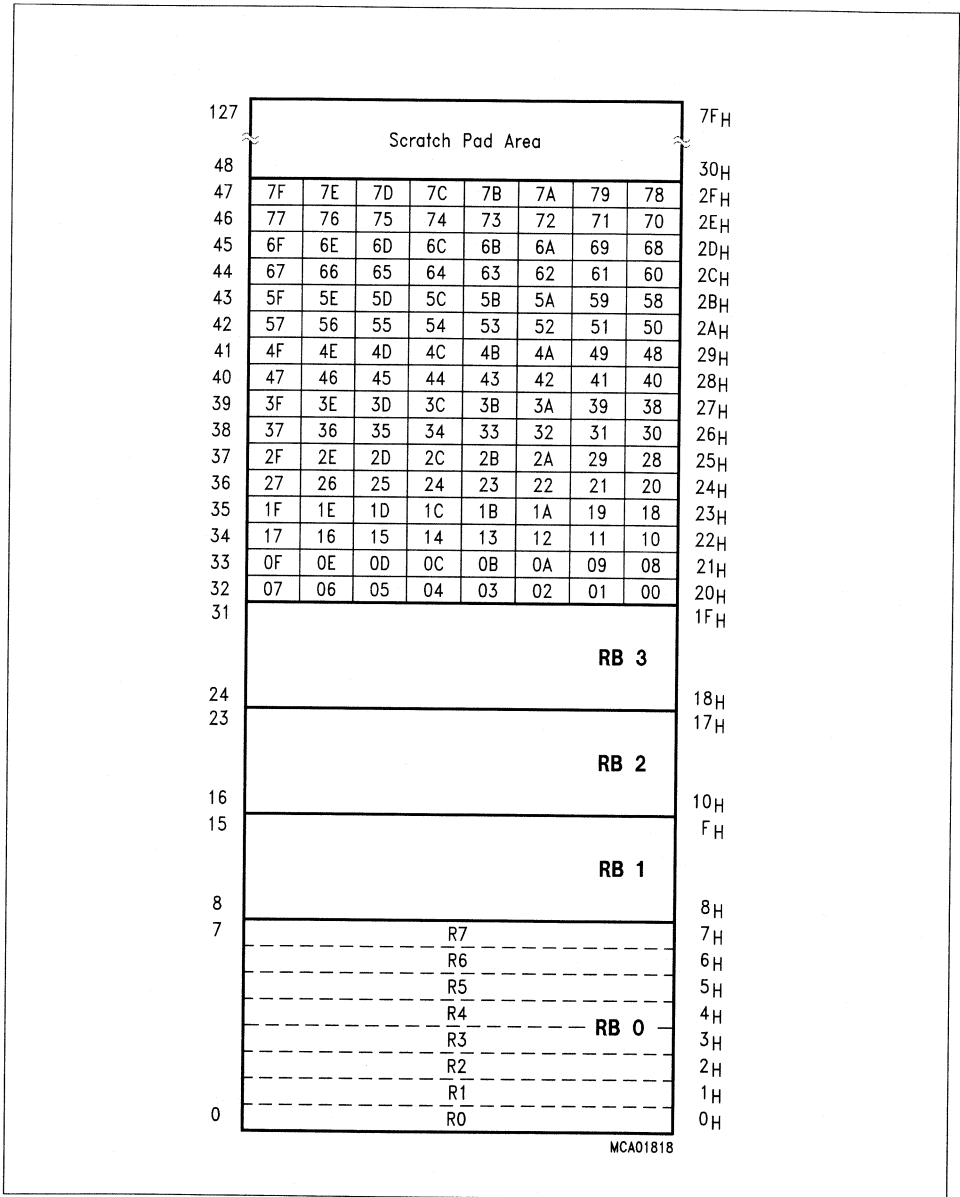 127 7FH
Scratch Pad Area
48 30H
47 7F 7E 7D 7C 7B 7A 79 78 2FH
46 77 76 75 74 73 72 71 70 2EH
45 6F 6E 6D 6C 6B 6A 69 68 2DH
44 67 66 65 64 63 62 61 60 2CH
43 5F 5E 5D 5C 5B 5A 59 58 2BH
42 57 56 55 54 53 52 51 50 2AH
41 4F 4E 4D 4C 4B 4A 49 48 29H
40 47 46 45 44 43 42 41 40 28H
39 3F 3E 3D 3C 3B 3A 39 38 27H
38 37 36 35 34 33 32 31 30 26H
37 2F 2E 2D 2C 2B 2A 29 28 25H
36 27 26 25 24 23 22 21 20 24H
35 1F 1E 1D 1C 1B 1A 19 18 23H
34 17 16 15 14 13 12 11 10 22H
33 0F 0E 0D 0C 0B 0A 09 08 21H
32 07 06 05 04 03 02 01 00 20H
31 1FH
RB 3
24 18H
23 17H
RB 2
16 10H
15 FH
RB 1
8 8H
7 R7 7H
R6 6H
R5 5H
R4 4H
RB 0
R3 3H
R2 2H
R1 1H
0 R0 0H
MCA01818